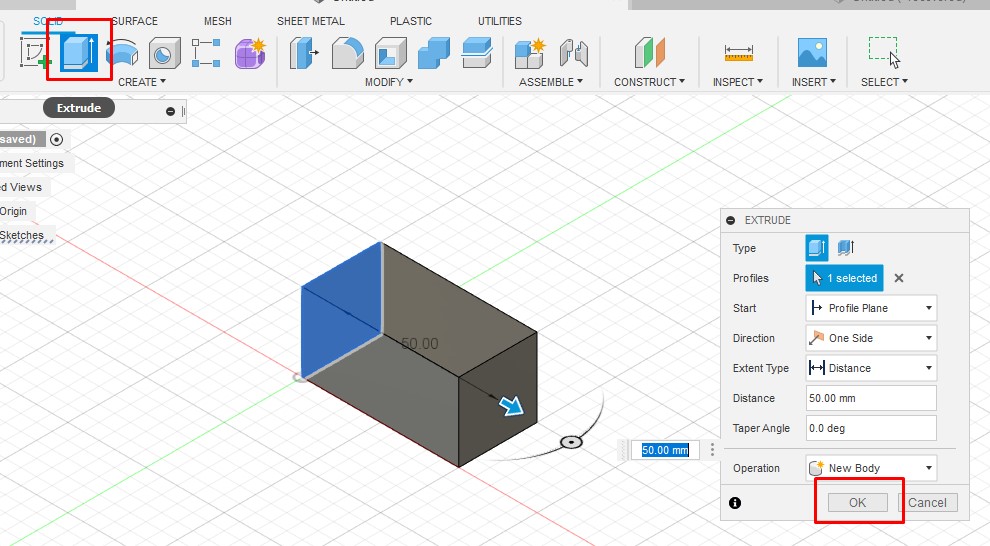 SOLID SURFACE MESH SHEET METAL PLASTIC UTILITIES
CREATE MODIFY ASSEMBLE CONSTRUCT INSPECT INSERT SELECT
Extrude
saved)
ment Settings
d Views
Origin
Sketches
50.00
50.00 mm
EXTRUDE
Type
Profiles 1 selected
Start Profile Plane
Direction One Side
Extent Type Distance
Distance 50.00 mm
Taper Angle 0.0 deg
Operation New Body
OK Cancel